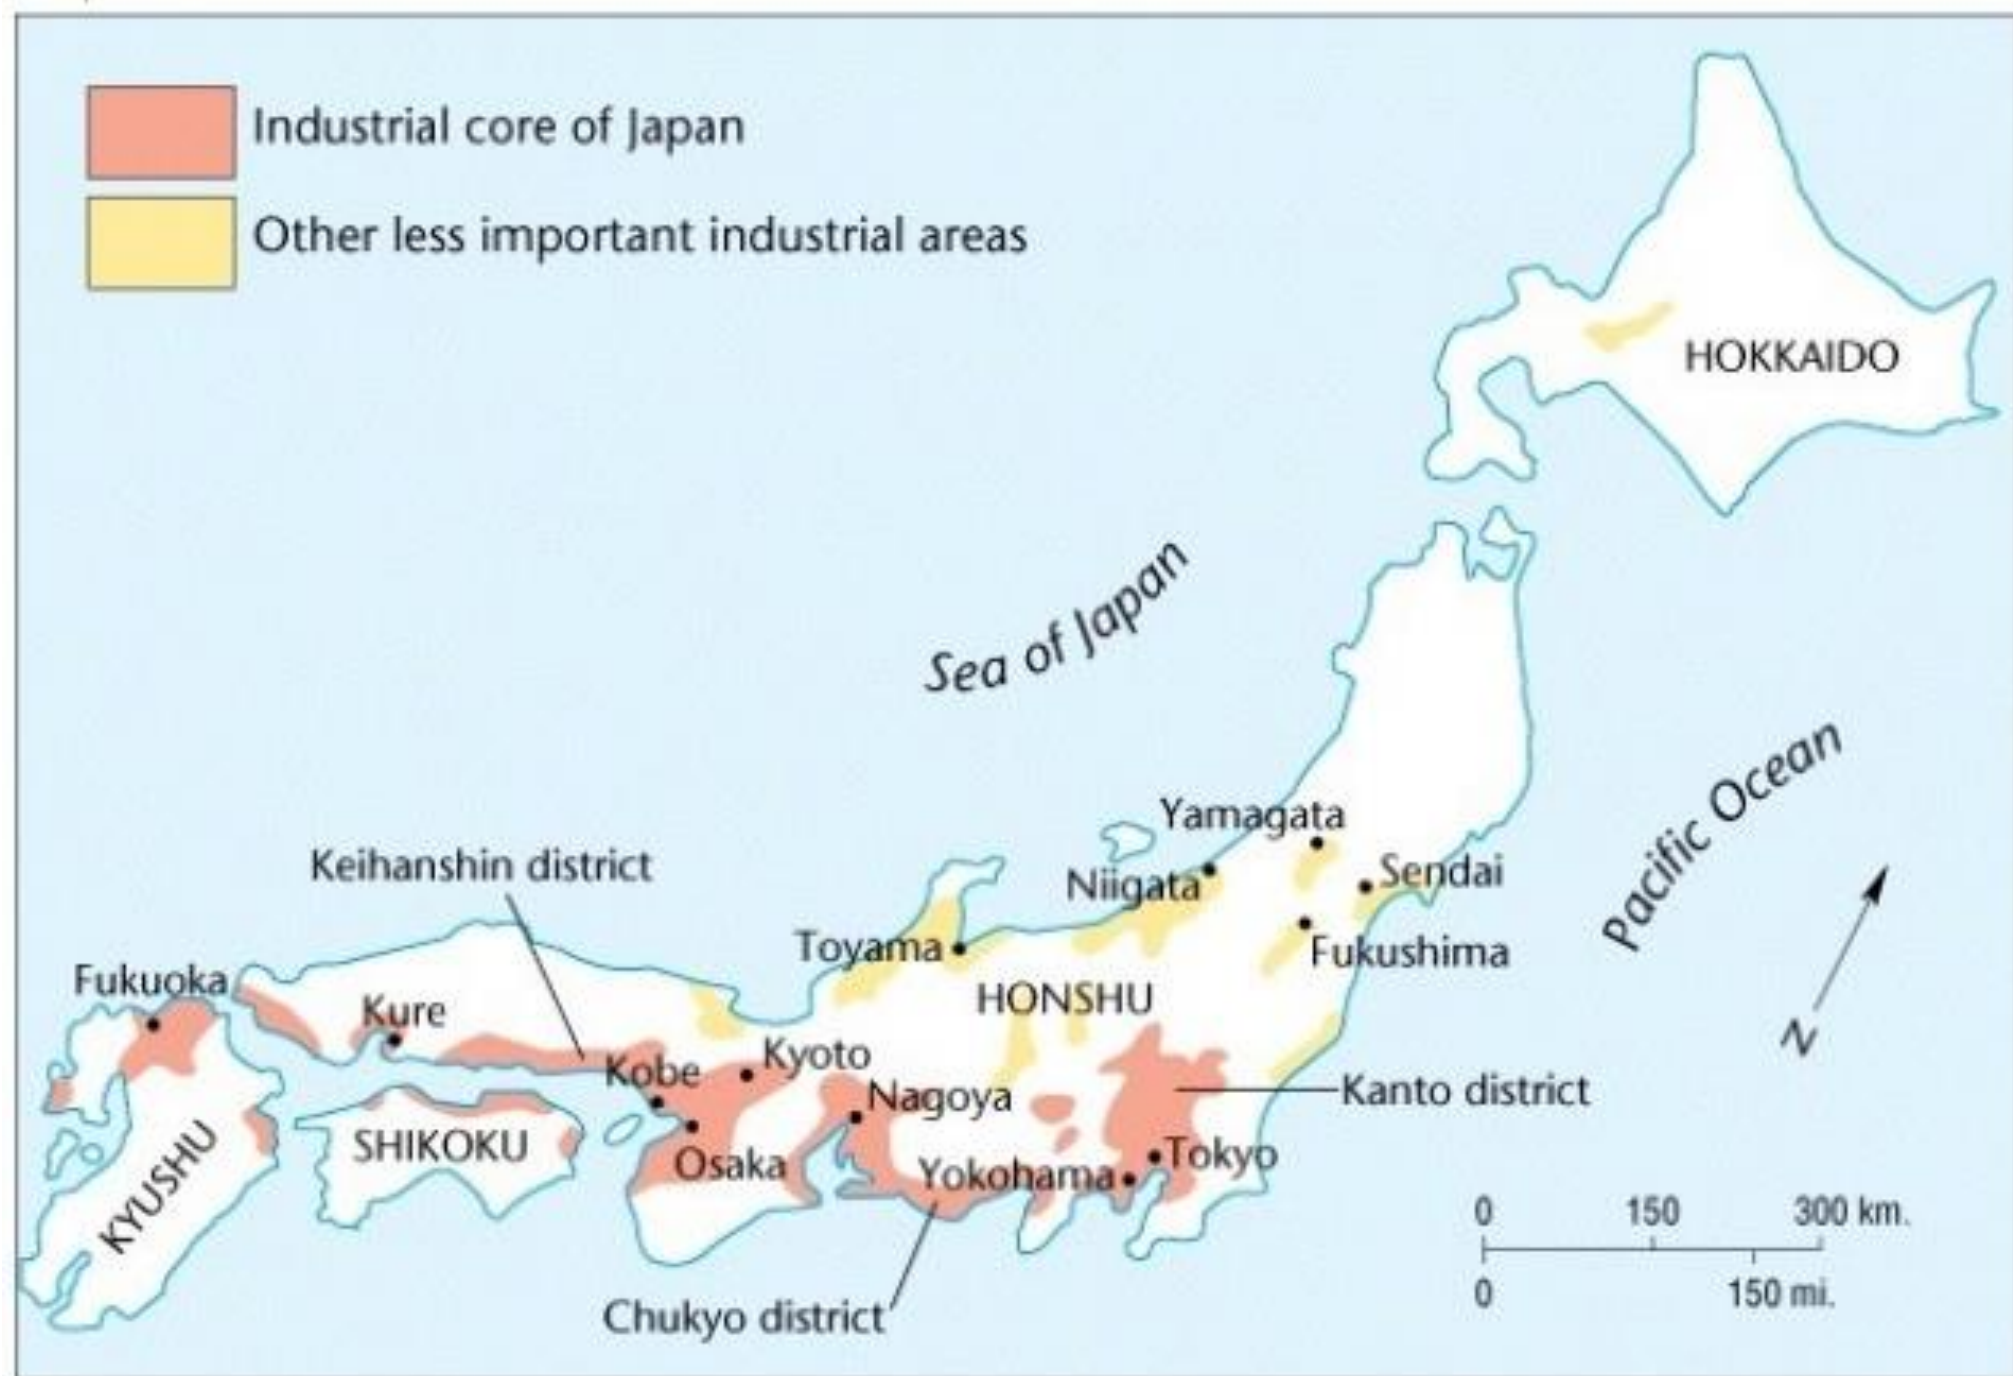 Industrial core of Japan
Other less important industrial areas
HOKKAIDO
Sea of Japan
Pacific Ocean
Yamagata
Keihanshin district
Niigata
Sendai
Toyama
Fukushima
Fukuoka
HONSHU
Kure
N
Kyoto
Kobe
Nagoya
Kanto district
SHIKOKU
KYUSHU
Osaka
Yokohama
Tokyo
0 150 300 km.
0 150 mi.
Chukyo district